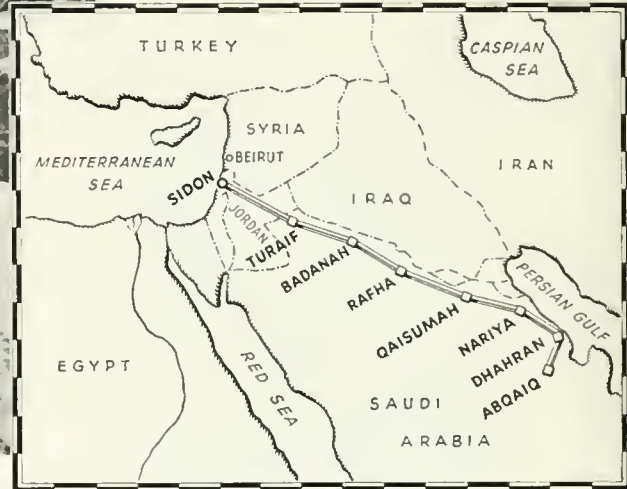 TURKEY
CASPIAN
SEA
SYRIA
MEDITERRANEAN
SEA
BEIRUT
IRAN
SIDON
IRAQ
JORDAN
TURAIF
BADANAH
RAFHA
PERSIAN GULF
QAISUMAH
NARIYA
DHAHRAN
ABQAIQ
EGYPT
RED SEA
SAUDI
ARABIA